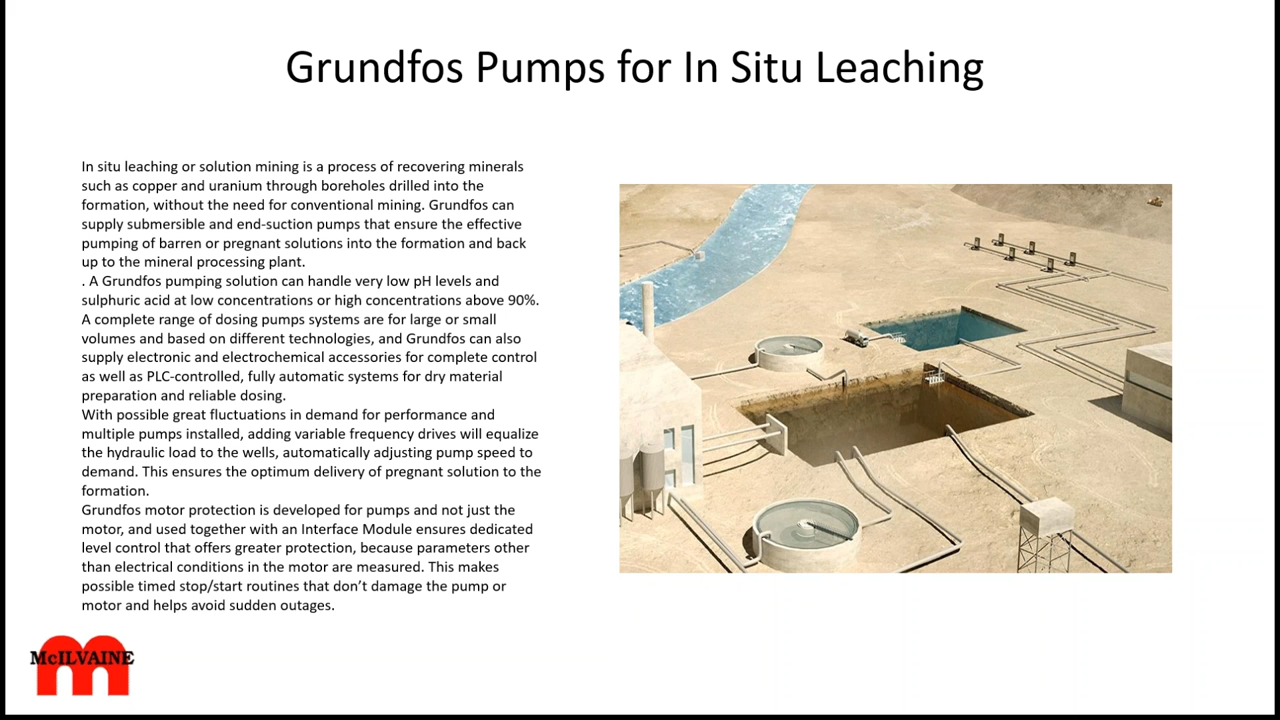 Grundfos Pumps for In Situ Leaching
In situ leaching or solution mining is a process of recovering minerals
such as copper and uranium through boreholes drilled into the
formation, without the need for conventional mining. Grundfos can
supply submersible and end-suction pumps that ensure the effective
pumping of barren or pregnant solutions into the formation and back
up to the mineral processing plant.
. A Grundfos pumping solution can handle very low pH levels and
sulphuric acid at low concentrations or high concentrations above 90%.
A complete range of dosing pumps systems are for large or small
volumes and based on different technologies, and Grundfos can also
supply electronic and electrochemical accessories for complete control
as well as PLC-controlled, fully automatic systems for dry material
preparation and reliable dosing.
With possible great fluctuations in demand for performance and
multiple pumps installed, adding variable frequency drives will equalize
the hydraulic load to the wells, automatically adjusting pump speed to
demand. This ensures the optimum delivery of pregnant solution to the
formation.
Grundfos motor protection is developed for pumps and not just the
motor, and used together with an Interface Module ensures dedicated
level control that offers greater protection, because parameters other
than electrical conditions in the motor are measured. This makes
possible timed stop/start routines that don’t damage the pump or
motor and helps avoid sudden outages.
McILVAINE